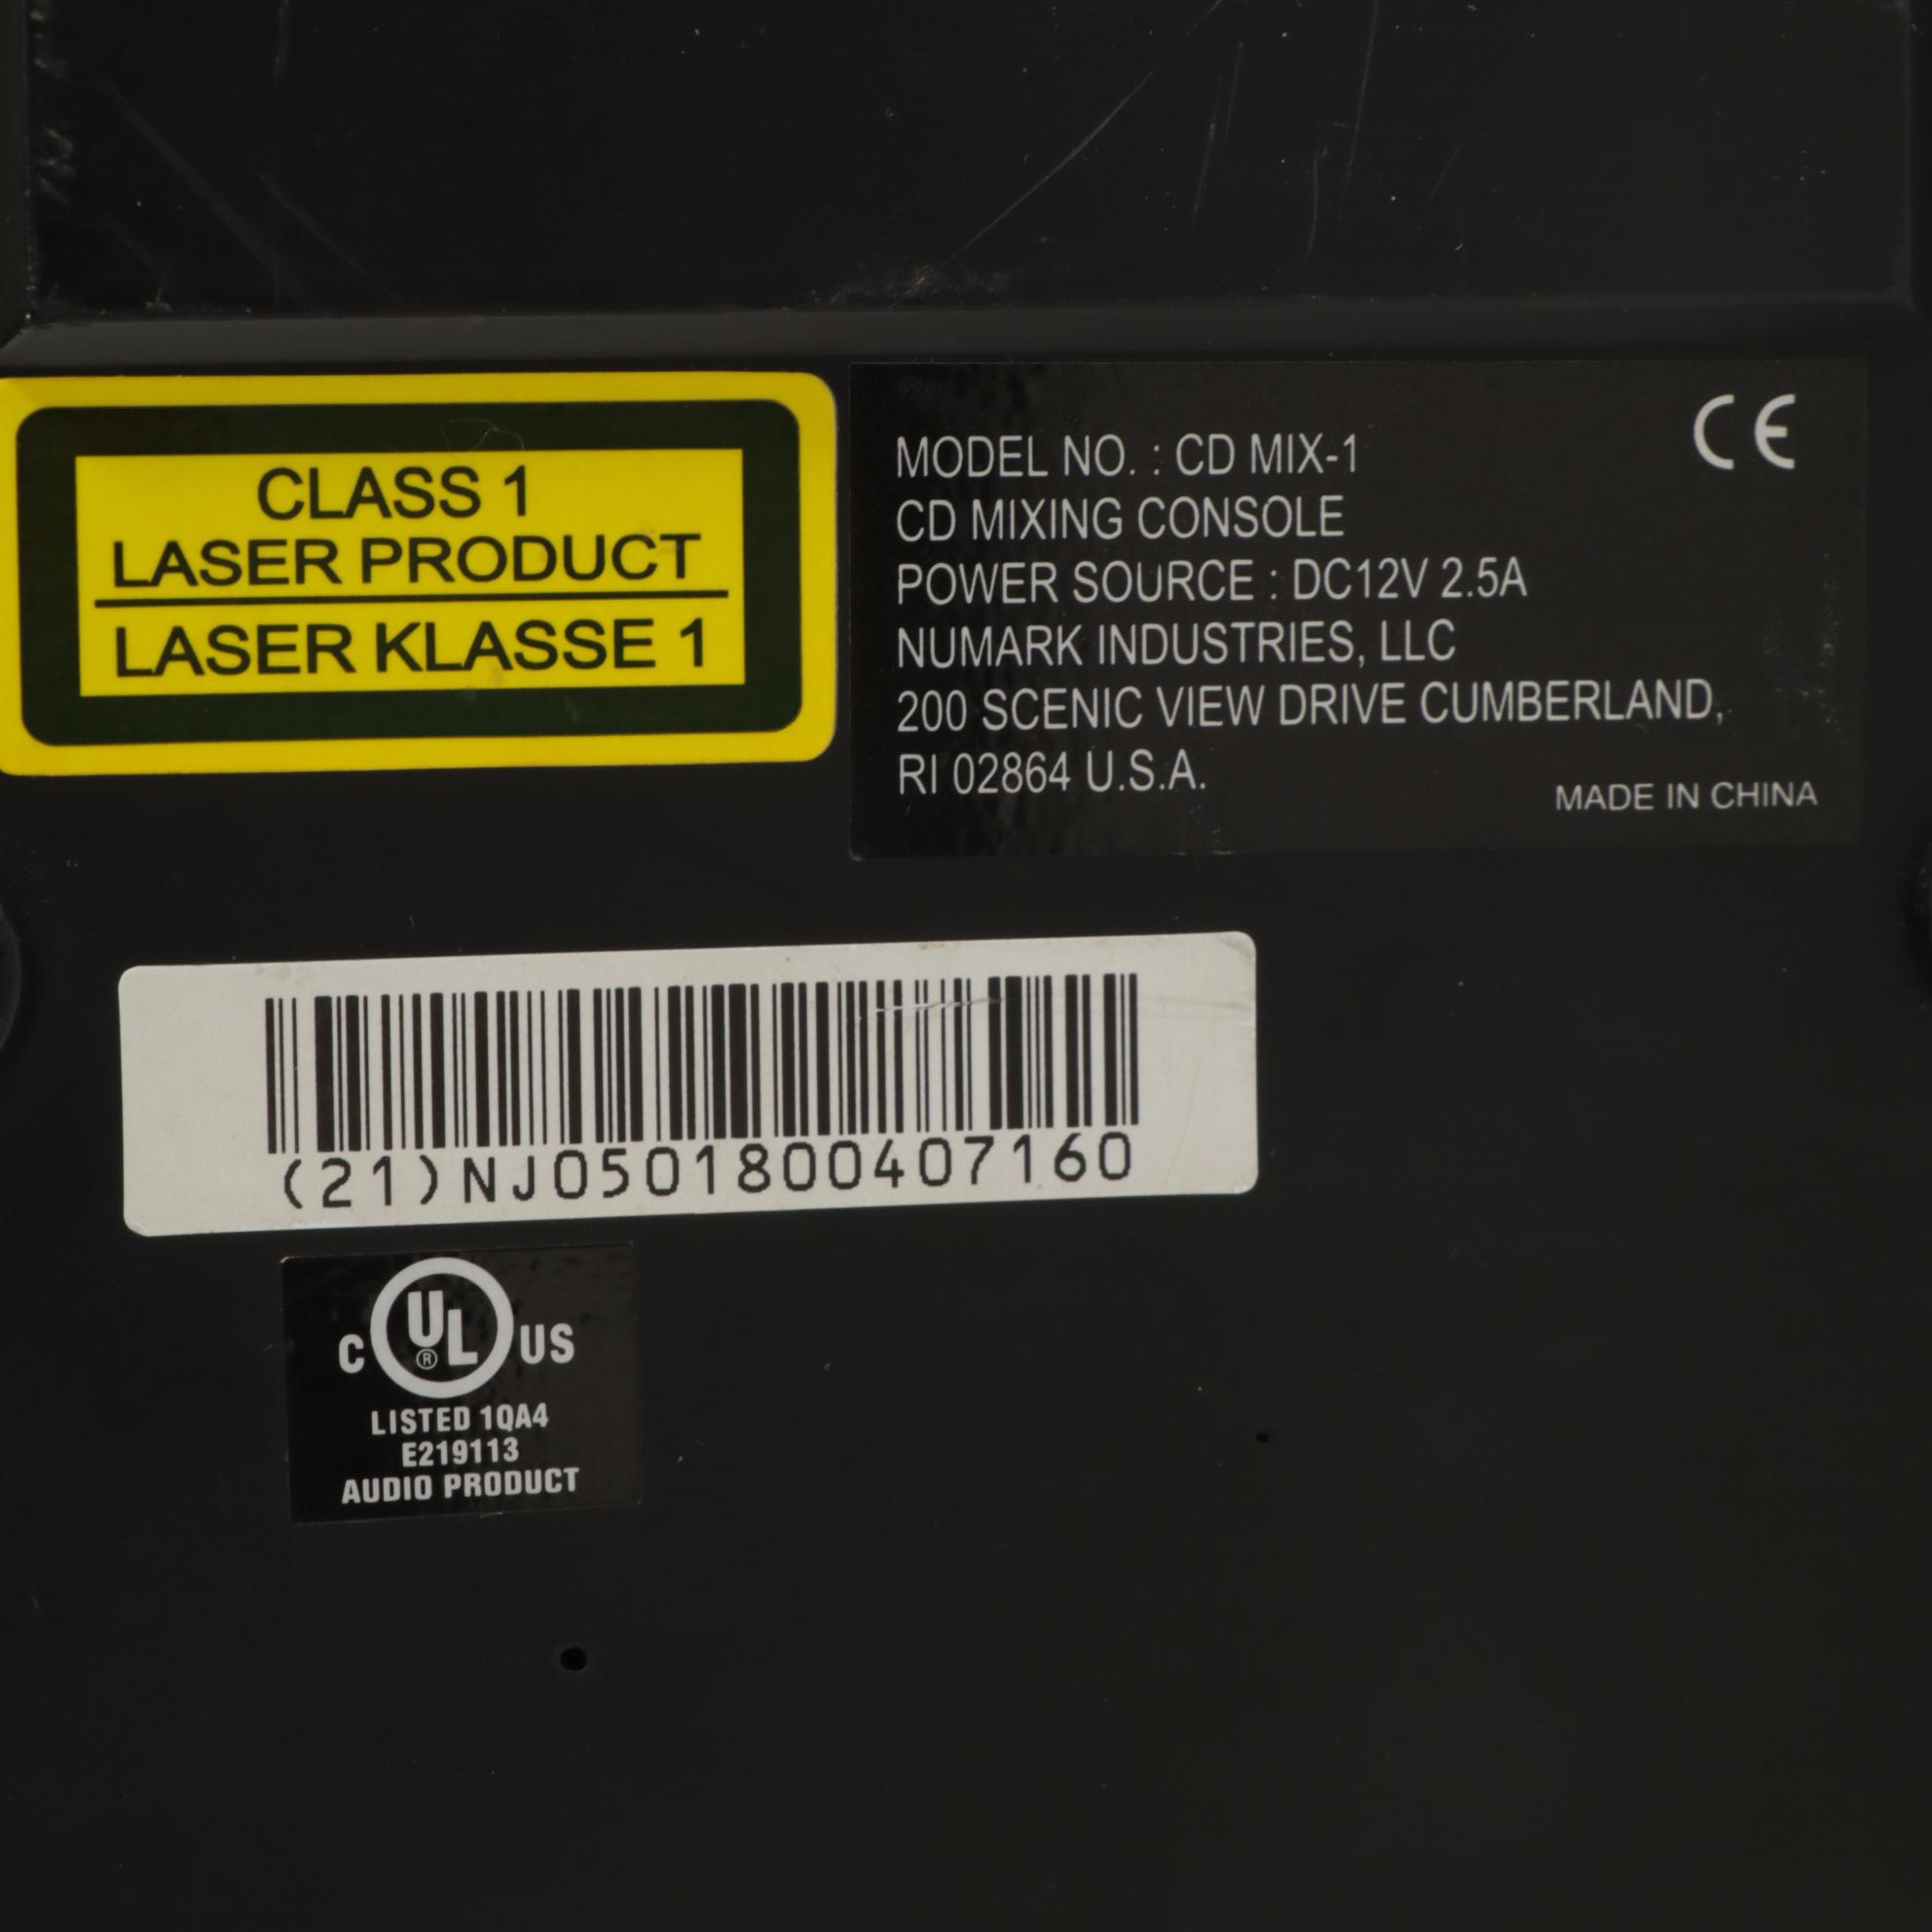 CLASS 1
LASER PRODUCT
LASER KLASSE 1
CE
MODEL NO. : CD MIX-1
CD MIXING CONSOLE
POWER SOURCE : DC12V 2.5A
NUMARK INDUSTRIES, LLC
200 SCENIC VIEW DRIVE CUMBERLAND,
RI 02864 U.S.A.
MADE IN CHINA
(21)NJ0501800407160
C UL® US
LISTED 1QA4
E219113
AUDIO PRODUCT